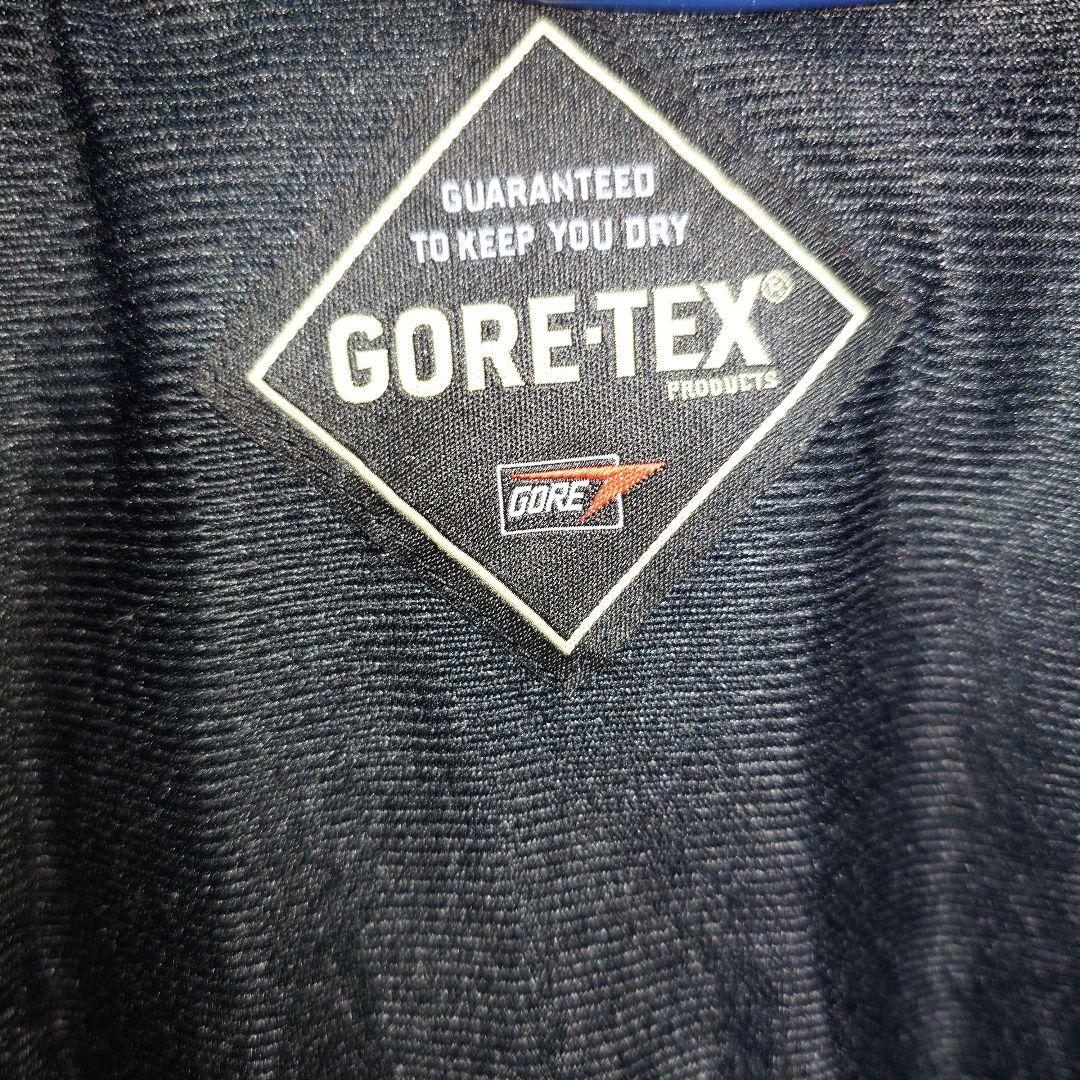 GUARANTEED
TO KEEP YOU DRY
GORE-TEX®
PRODUCTS
GORE